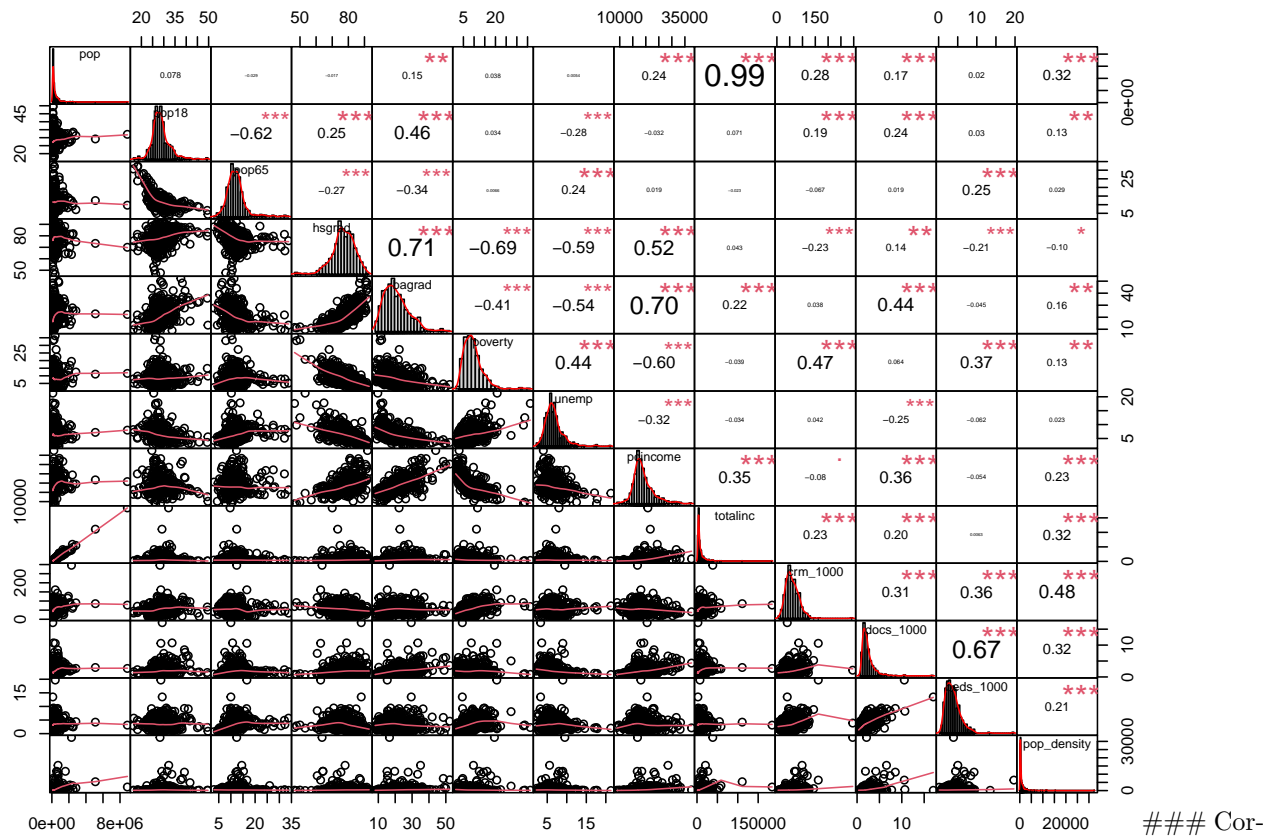 20 35 50 50 80 5 20 10000 35000 0 150 0 10 20
pop 0.078 −0.029 −0.017 ** 0.15 0.038 0.0054 *** 0.24 *** 0.99 *** 0.28 *** 0.17 0.02 *** 0.32 0e+00
20 45 pop18 *** −0.62 *** 0.25 *** 0.46 0.034 *** −0.28 −0.032 0.071 *** 0.19 *** 0.24 0.03 ** 0.13
pop65 *** −0.27 *** −0.34 *** 0.24 0.019 −0.023 −0.067 0.019 *** 0.25 0.029 5 25
50 80 hsgrad *** 0.71 *** −0.69 *** −0.59 *** 0.52 0.043 *** −0.23 ** 0.14 *** −0.21 * −0.10
bagrad *** −0.41 *** −0.54 *** 0.70 *** 0.22 0.038 *** 0.44 −0.045 ** 0.16 10 40
5 25 poverty *** 0.44 *** −0.60 −0.039 *** 0.47 0.064 *** 0.37 ** 0.13
unemp *** −0.32 −0.034 0.042 *** −0.25 −0.062 0.023 5 20
10000 pcincome *** 0.35 . −0.08 *** 0.36 −0.054 *** 0.23
totalinc *** 0.23 *** 0.20 *** 0.32 0
0 200 crm_1000 *** 0.31 *** 0.36 *** 0.48
docs_1000 *** 0.67 *** 0.32 0 10
0 15 beds_1000 *** 0.21
pop_density 0 30000
0e+00 8e+06 5 20 35 10 30 50 5 15 0 150000 0 10 0 20000
### Cor-